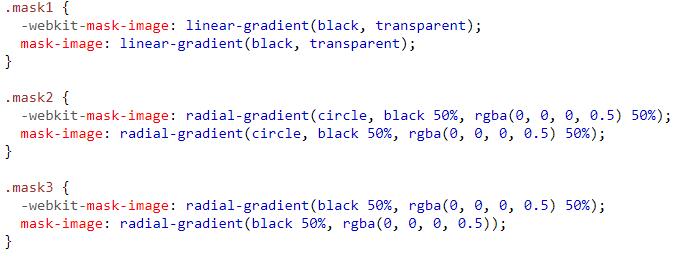 .mask1 {
  -webkit-mask-image: linear-gradient(black, transparent);
  mask-image: linear-gradient(black, transparent);
}

.mask2 {
  -webkit-mask-image: radial-gradient(circle, black 50%, rgba(0, 0, 0, 0.5) 50%);
  mask-image: radial-gradient(circle, black 50%, rgba(0, 0, 0, 0.5) 50%);
}

.mask3 {
  -webkit-mask-image: radial-gradient(black 50%, rgba(0, 0, 0, 0.5) 50%);
  mask-image: radial-gradient(black 50%, rgba(0, 0, 0, 0.5));
}